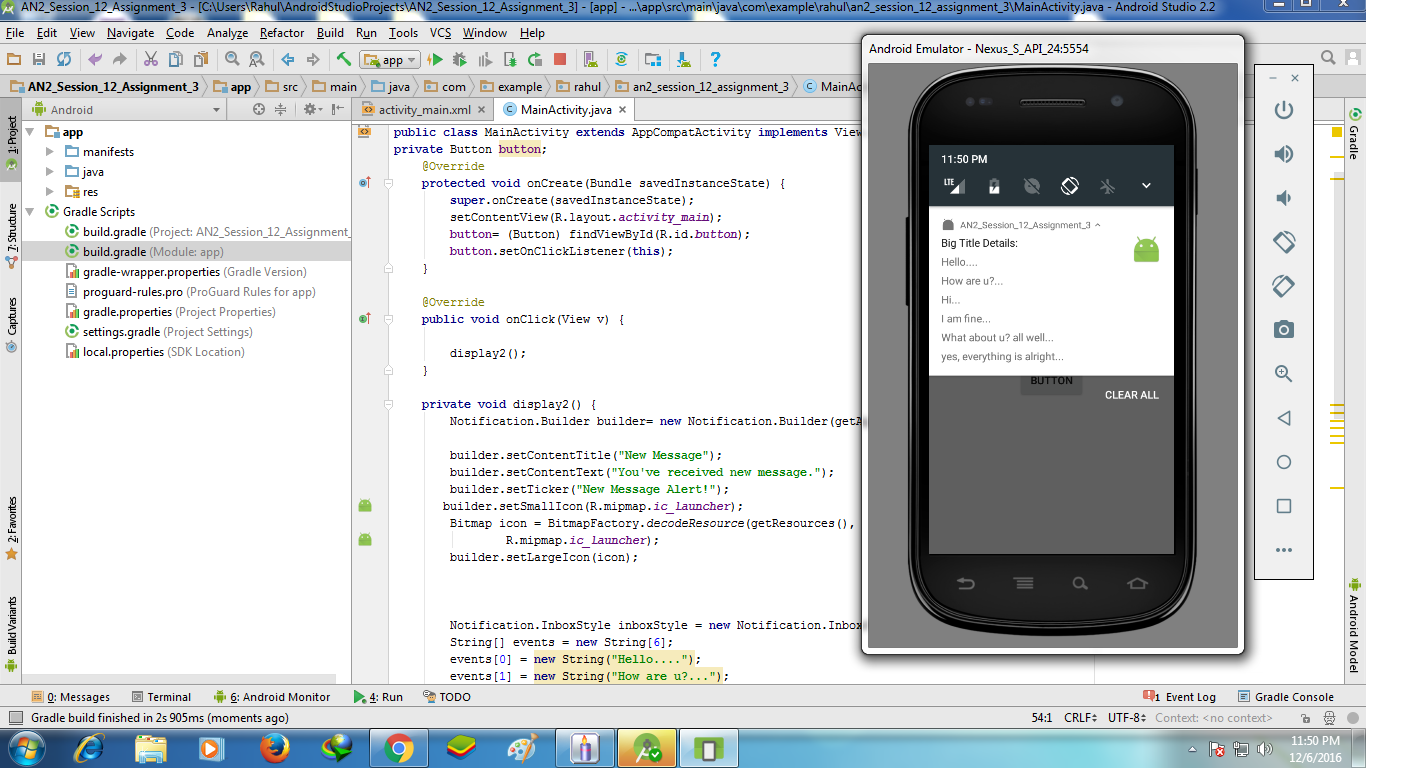 AN2_Session_12_Assignment_3 - [C:\Users\Rahul\AndroidStudioProjects\AN2_Session_12_Assignment_3] - [app] - ...\app\src\main\java\com\example\rahul\an2_session_12_assignment_3\MainActivity.java - Android Studio 2.2
File Edit View Navigate Code Analyze Refactor Build Run Tools VCS Window Help
app
AN2_Session_12_Assignment_3 app src main java com example rahul an2_session_12_assignment_3 MainAc
Android
activity_main.xml MainActivity.java
1: Project
7: Structure
Captures
2: Favorites
Build Variants
app
manifests
java
res
Gradle Scripts
build.gradle (Project: AN2_Session_12_Assignment_
build.gradle (Module: app)
gradle-wrapper.properties (Gradle Version)
proguard-rules.pro (ProGuard Rules for app)
gradle.properties (Project Properties)
settings.gradle (Project Settings)
local.properties (SDK Location)
public class MainActivity extends AppCompatActivity implements View
private Button button;
@Override
protected void onCreate(Bundle savedInstanceState) {
super.onCreate(savedInstanceState);
setContentView(R.layout.activity_main);
button= (Button) findViewById(R.id.button);
button.setOnClickListener(this);
}
@Override
public void onClick(View v) {
display2();
}
private void display2() {
Notification.Builder builder= new Notification.Builder(getA
builder.setContentTitle("New Message");
builder.setContentText("You've received new message.");
builder.setTicker("New Message Alert!");
builder.setSmallIcon(R.mipmap.ic_launcher);
Bitmap icon = BitmapFactory.decodeResource(getResources(),
R.mipmap.ic_launcher);
builder.setLargeIcon(icon);
Notification.InboxStyle inboxStyle = new Notification.Inbox
String[] events = new String[6];
events[0] = new String("Hello....");
events[1] = new String("How are u?...");
Android Emulator - Nexus_S_API_24:5554
11:50 PM
LTE
AN2_Session_12_Assignment_3
Big Title Details:
Hello....
How are u?...
Hi...
I am fine...
What about u? all well...
yes, everything is alright...
BUTTON
CLEAR ALL
Gradle
Android Model
0: Messages Terminal 6: Android Monitor 4: Run TODO 1 Event Log Gradle Console
Gradle build finished in 2s 905ms (moments ago) 54:1 CRLF UTF-8 Context: <no context>
11:50 PM
12/6/2016